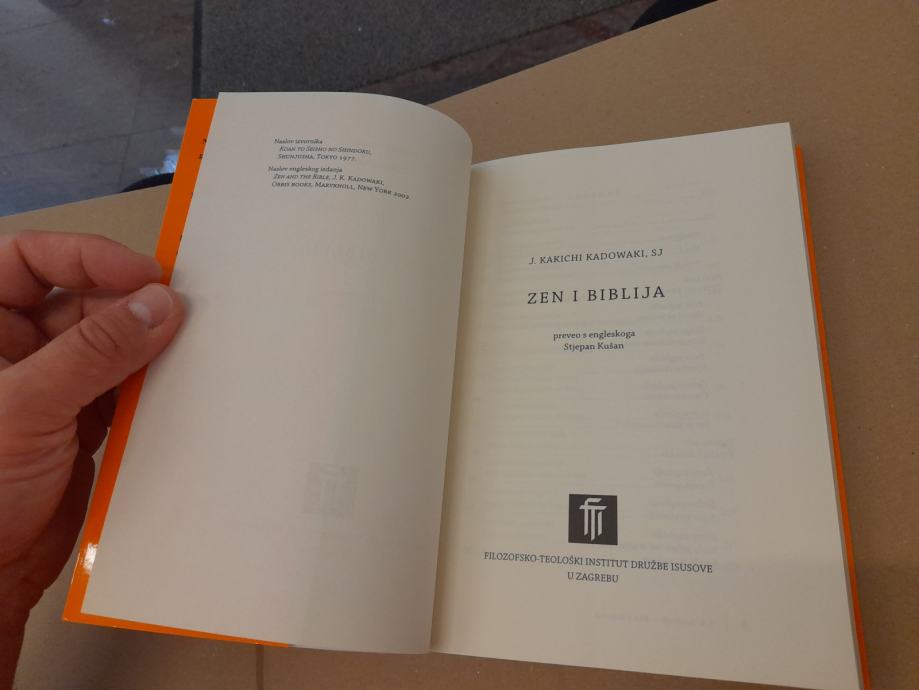 Naslov izvornika
KOAN TO SEISHO NO SHINDOKU,
SHUNJUSHA, TOKYO 1977.
Naslov engleskog izdanja
ZEN AND THE BIBLE, J. K. KADOWAKI,
ORBIS BOOKS, MARYKNOLL, NEW YORK 2002.
J. KAKICHI KADOWAKI, SJ
ZEN I BIBLIJA
preveo s engleskoga
Stjepan Kušan
fti
FILOZOFSKO-TEOLOŠKI INSTITUT DRUŽBE ISUSOVE
U ZAGREBU